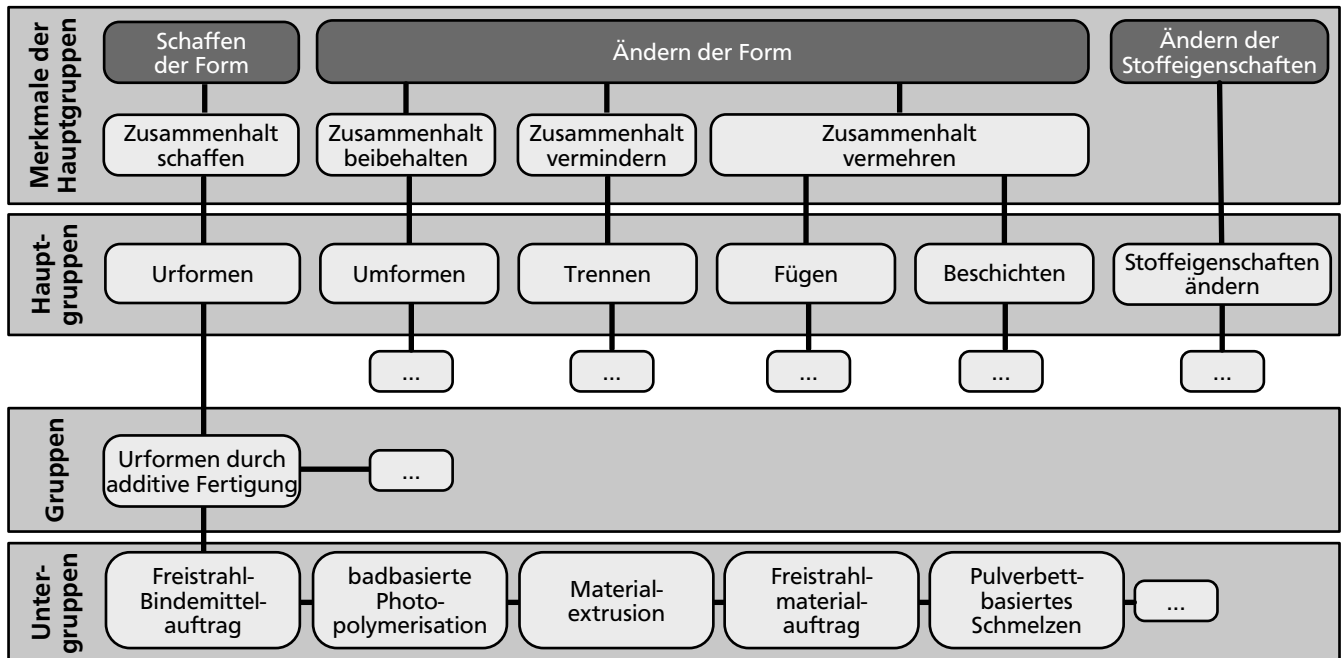 Merkmale der
Hauptgruppen
Schaffen
der Form
Ändern der Form
Ändern der
Stoffeigenschaften
Zusammenhalt
schaffen
Zusammenhalt
beibehalten
Zusammenhalt
vermindern
Zusammenhalt
vermehren
Haupt-
gruppen
Urformen
Umformen
Trennen
Fügen
Beschichten
Stoffeigenschaften
ändern
...
...
...
...
...
Gruppen
Urformen durch
additive Fertigung
...
Unter-
gruppen
Freistrahl-
Bindemittel-
auftrag
badbasierte
Photo-
polymerisation
Material-
extrusion
Freistrahl-
material-
auftrag
Pulverbett-
basiertes
Schmelzen
...